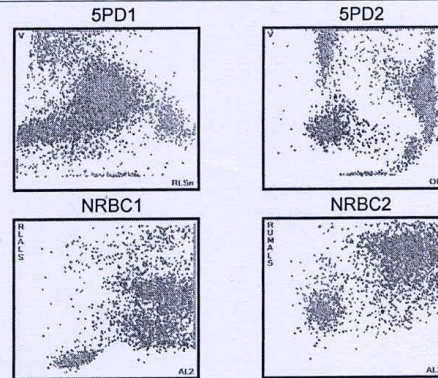 5PD1 5PD2
V V
RLSn
NRBC1 NRBC2
RLALS RUMALS
AL2